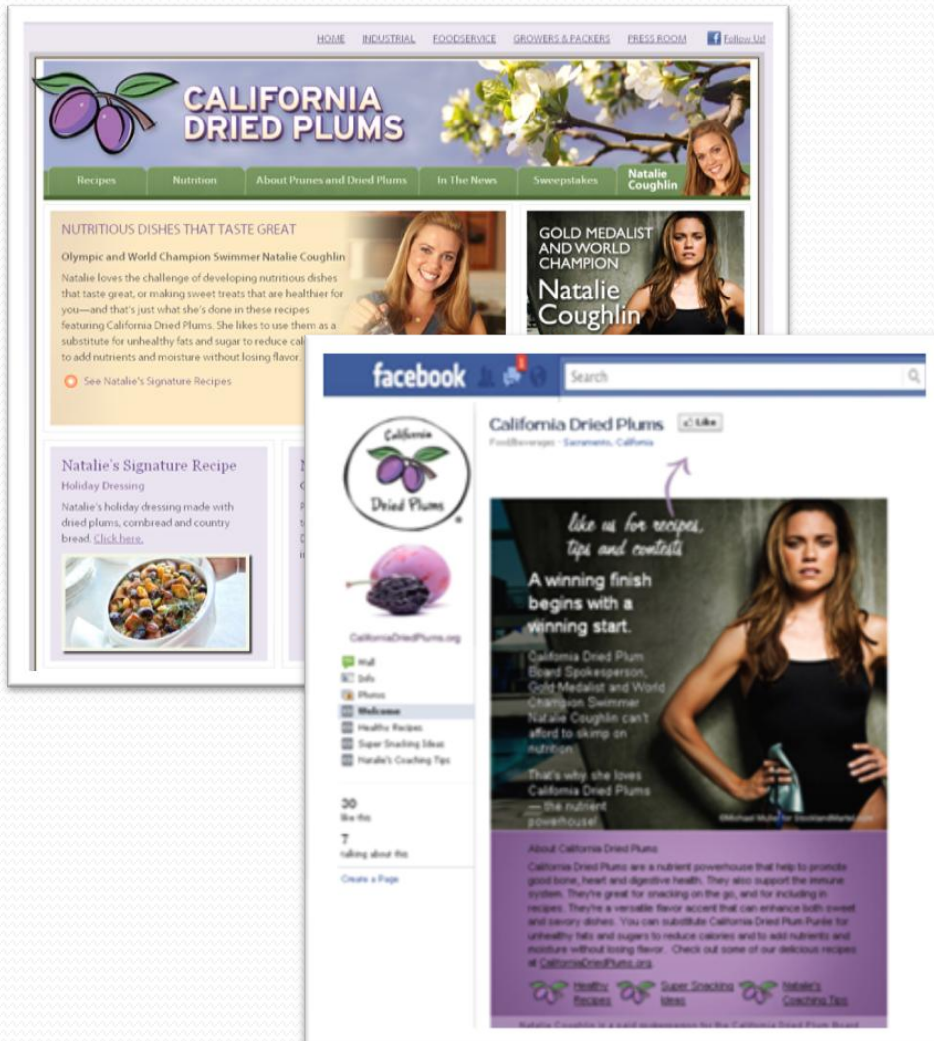 HOME INDUSTRIAL FOODSERVICE GROWERS & PACKERS PRESS ROOM Follow Us!
CALIFORNIA
DRIED PLUMS
Recipes Nutrition About Prunes and Dried Plums In The News Sweepstakes Natalie
Coughlin
NUTRITIOUS DISHES THAT TASTE GREAT
Olympic and World Champion Swimmer Natalie Coughlin
Natalie loves the challenge of developing nutritious dishes
that taste great, or making sweet treats that are healthier for
you—and that's just what she's done in these recipes
featuring California Dried Plums. She likes to use them as a
substitute for unhealthy fats and sugar to reduce
to add nutrients and moisture without losing flavor.
See Natalie's Signature Recipes
GOLD MEDALIST
AND WORLD
CHAMPION
Natalie
Coughlin
Natalie's Signature Recipe
Holiday Dressing
Natalie's holiday dressing made with
dried plums, cornbread and country
bread. Click here.
facebook
Search
California
Dried Plums
CaliforniaDriedPlums.org
Wall
Info
Photos
Welcome
Healthy Recipes
Super Snacking Ideas
Natalie's Coaching Tips
30
like this
7
talking about this
Create a Page
California Dried Plums Like
Food/Beverages · Sacramento, California
like us for recipes,
tips and contests
A winning finish
begins with a
winning start.
California Dried Plum
Board Spokesperson,
Gold Medalist and World
Champion Swimmer
Natalie Coughlin can't
afford to skimp on
nutrition.
That's why she loves
California Dried Plums
— the nutrient
powerhouse!
©Michael Muller for
About California Dried Plums
California Dried Plums are a nutrient powerhouse that help to promote
good bone, heart and digestive health. They also support the immune
system. They're great for snacking on the go, and for including in
recipes. They're a versatile flavor accent that can enhance both sweet
and savory dishes. You can substitute California Dried Plum Purée for
unhealthy fats and sugars to reduce calories and to add nutrients and
moisture without losing flavor. Check out some of our delicious recipes
at CaliforniaDriedPlums.org.
Healthy
Recipes
Super Snacking
Ideas
Natalie's
Coaching Tips
Natalie Coughlin is a paid spokesperson for the California Dried Plum Board